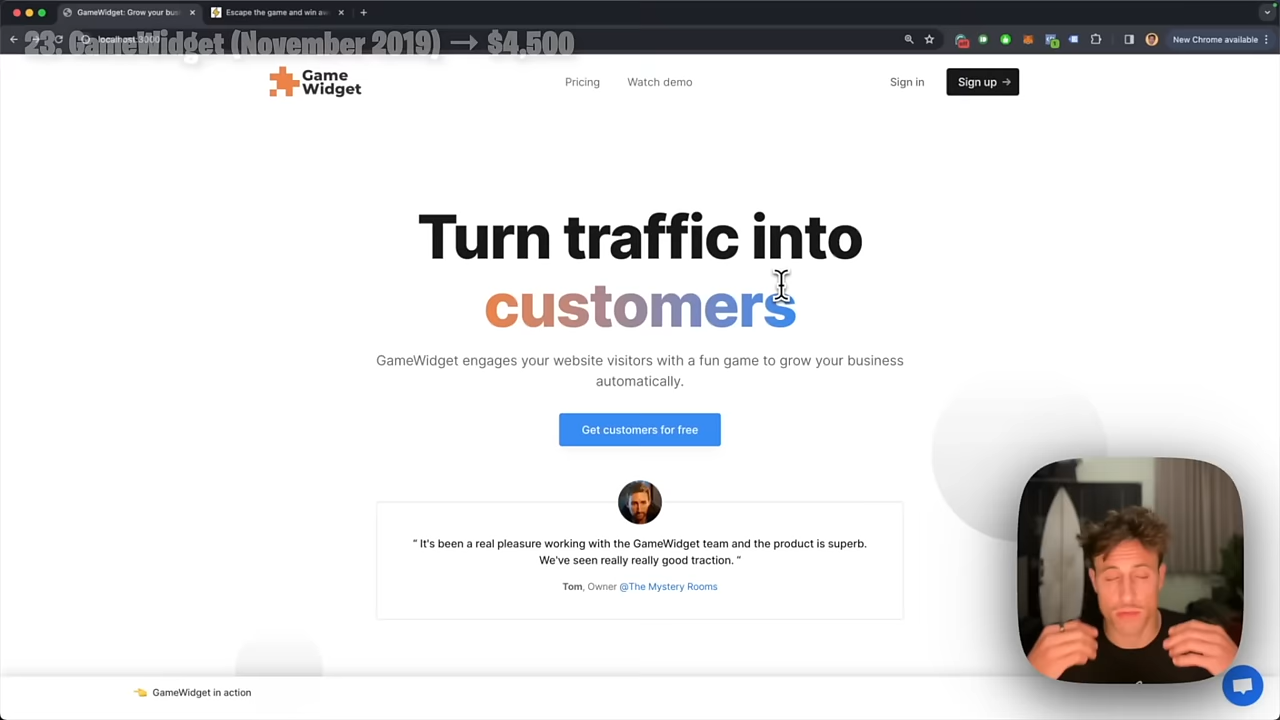 GameWidget: Grow your bus
Escape the game and win aw
23. GameWidget (November 2019) → $4,500
localhost:3000
New Chrome available
Game
Widget
Pricing
Watch demo
Sign in
Sign up →
Turn traffic into
customers
GameWidget engages your website visitors with a fun game to grow your business
automatically.
Get customers for free
“ It's been a real pleasure working with the GameWidget team and the product is superb.
We've seen really really good traction. ”
Tom, Owner @The Mystery Rooms
👈 GameWidget in action